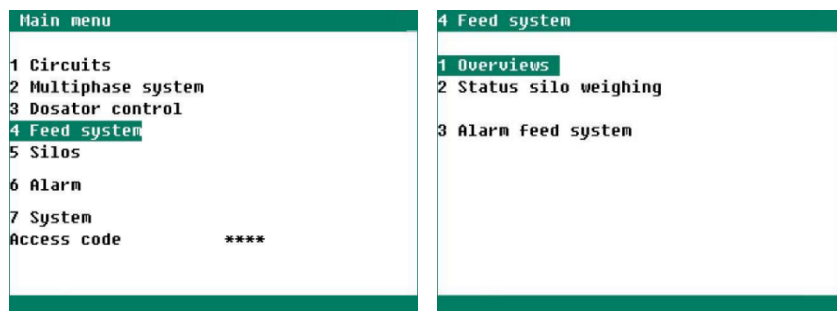 Main menu
1 Circuits
2 Multiphase system
3 Dosator control
4 Feed system
5 Silos
6 Alarm
7 System
Access code ****
4 Feed system
1 Overviews
2 Status silo weighing
3 Alarm feed system